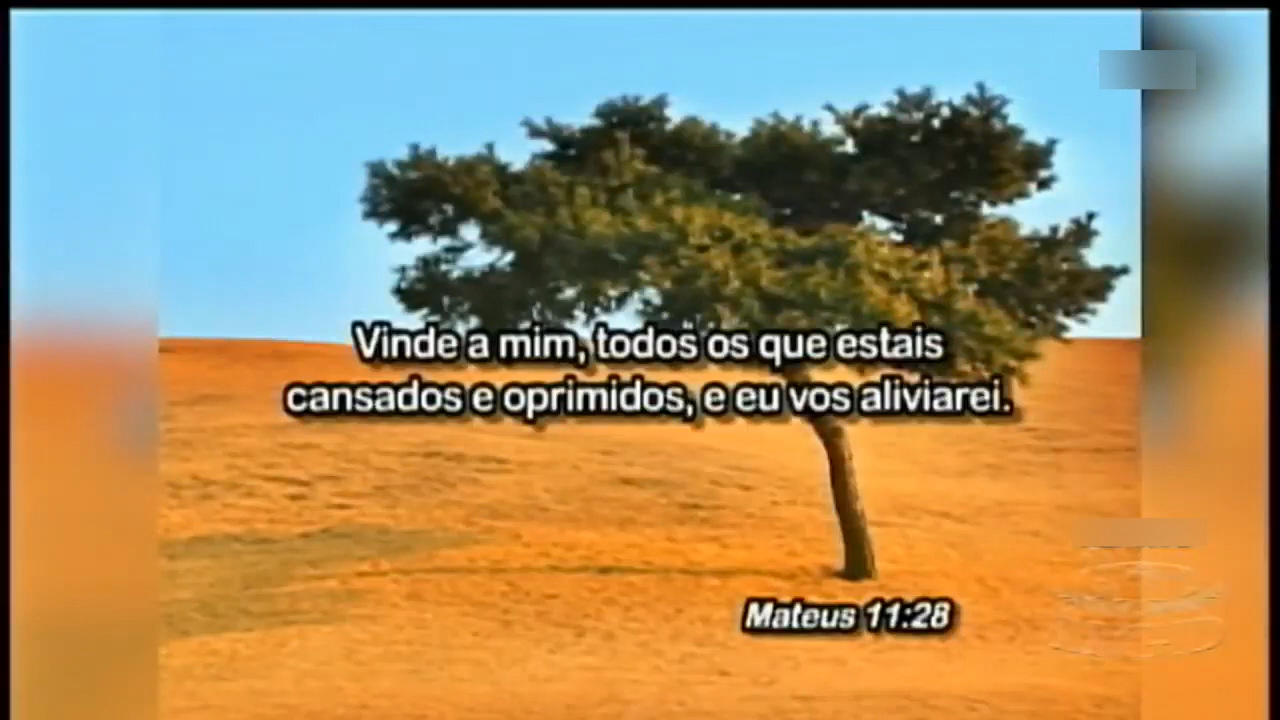 Vinde a mim, todos os que estais
cansados e oprimidos, e eu vos aliviarei.
Mateus 11:28